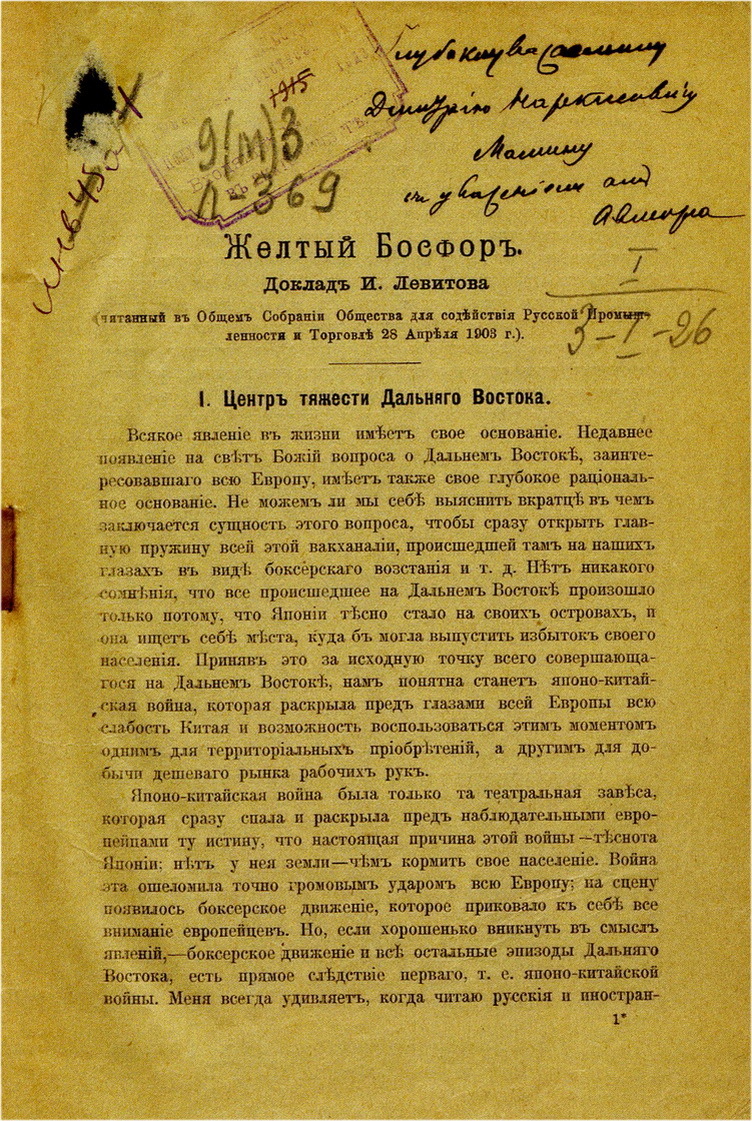 Глубокоуважаемому
Дмитрію Наркисовичу
Мамину
съ уваженіем отъ
Автора
1915
9(М)3
Л-369
инв 45
Желтый Босфоръ.
Докладъ И. Левитова
(читанный въ Общемъ Собраніи Общества для содѣйствія Русской Промыш-
ленности и Торговлѣ 28 Апрѣля 1903 г.).
I
3-I-26
I. Центръ тяжести Дальняго Востока.
Всякое явленіе въ жизни имѣетъ свое основаніе. Недавнее
появленіе на свѣтъ Божій вопроса о Дальнемъ Востокѣ, заинте-
ресовавшаго всю Европу, имѣетъ также свое глубокое раціональ-
ное основаніе. Не можемъ ли мы себѣ выяснить вкратцѣ въ чемъ
заключается сущность этого вопроса, чтобы сразу открыть глав-
ную пружину всей этой вакханаліи, происшедшей тамъ на нашихъ
глазахъ въ видѣ боксерскаго возстанія и т. д. Нѣтъ никакого
сомнѣнія, что все происшедшее на Дальнемъ Востокѣ произошло
только потому, что Японіи тѣсно стало на своихъ островахъ, и
она ищетъ себѣ мѣста, куда бъ могла выпустить избытокъ своего
населенія. Принявъ это за исходную точку всего совершающа-
гося на Дальнемъ Востокѣ, намъ понятна станетъ японо-китай-
ская война, которая раскрыла предъ глазами всей Европы всю
слабость Китая и возможность воспользоваться этимъ моментомъ
однимъ для территоріальныхъ пріобрѣтеній, а другимъ для до-
бычи дешеваго рынка рабочихъ рукъ.
Японо-китайская война была только та театральная завѣса,
которая сразу спала и раскрыла предъ наблюдательными евро-
пейцами ту истину, что настоящая причина этой войны—тѣснота
Японіи: нѣтъ у нея земли—чѣмъ кормить свое населеніе. Война
эта ошеломила точно громовымъ ударомъ всю Европу; на сцену
появилось боксерское движеніе, которое приковало къ себѣ все
вниманіе европейцевъ. Но, если хорошенько вникнуть въ смыслъ
явленій,—боксерское движеніе и всѣ остальные эпизоды Дальняго
Востока, есть прямое слѣдствіе перваго, т. е. японо-китайской
войны. Меня всегда удивляетъ, когда читаю русскія и иностран-
1*